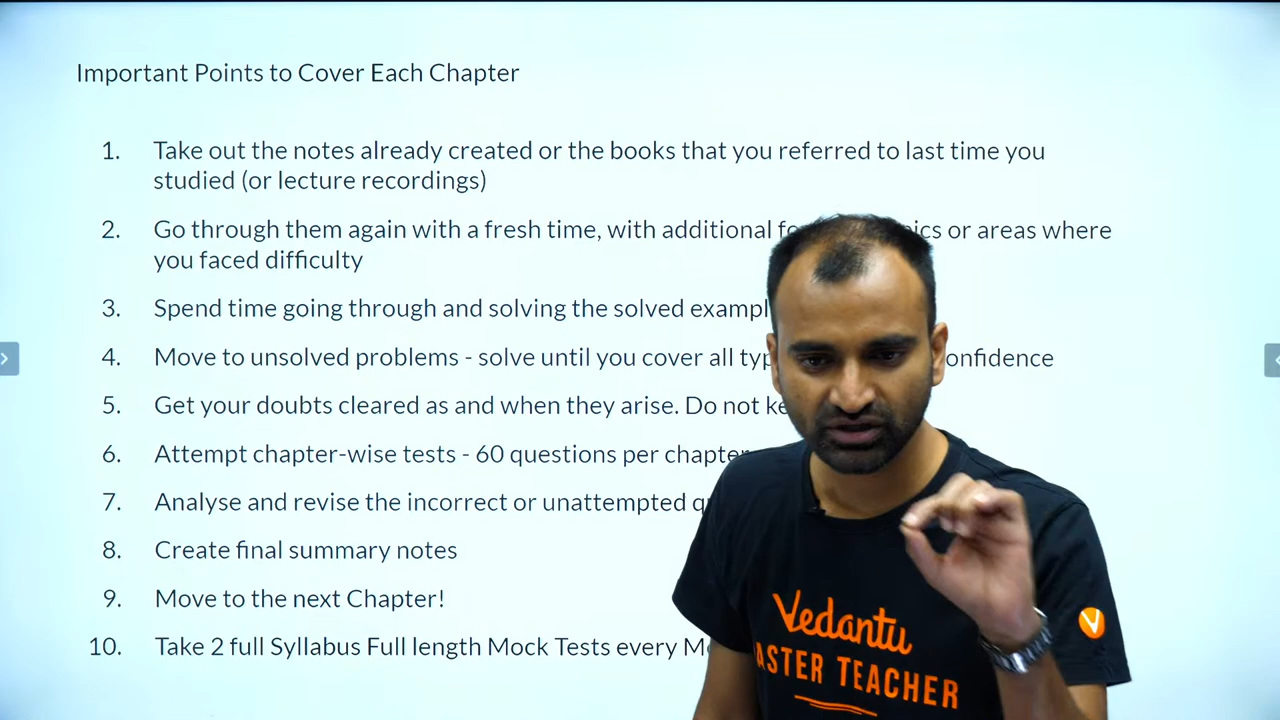 Important Points to Cover Each Chapter
1. Take out the notes already created or the books that you referred to last time you
studied (or lecture recordings)
2. Go through them again with a fresh time, with additional or areas where
you faced difficulty
3. Spend time going through and solving the solved
4. Move to unsolved problems - solve until you cover all
5. Get your doubts cleared as and when they arise. Do not
6. Attempt chapter-wise tests - 60 questions per chapter
7. Analyse and revise the incorrect or unattempted
8. Create final summary notes
9. Move to the next Chapter!
10. Take 2 full Syllabus Full length Mock Tests every
Vedantu
ASTER TEACHER
V